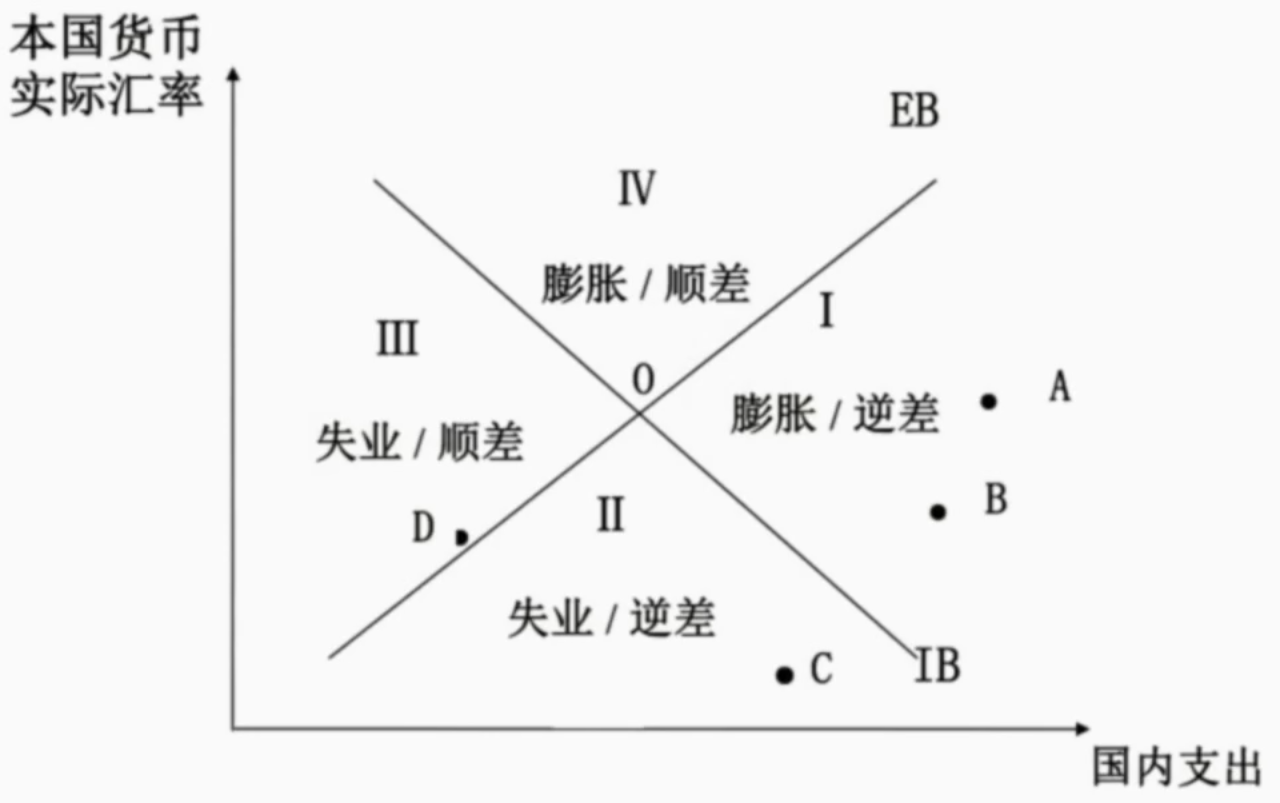 本国货币
实际汇率
EB
IV
膨胀 / 顺差
I
III
O
A
膨胀 / 逆差
失业 / 顺差
B
II
D
失业 / 逆差
C
IB
国内支出